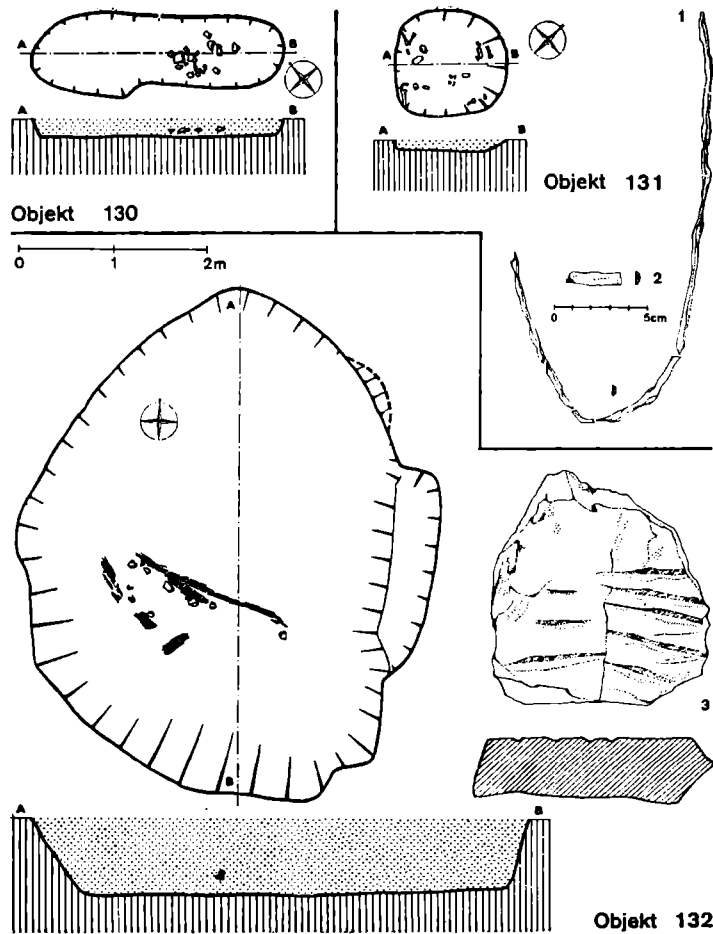 A B
A B
Objekt 130
A B
A B
Objekt 131
1
2
0 5cm
0 1 2m
A
B
3
A B
Objekt 132